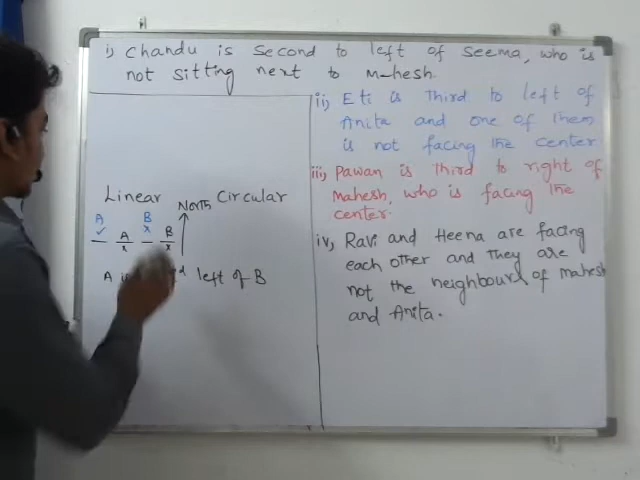 i) Chandu is Second to left of Seema, who is
not sitting next to Mahesh.
ii) Eti is Third to left of
Anita and one of Them
is not facing The center
iii) Pawan is Third to right of
Mahesh, who is facing The
center.
iv) Ravi and Heena are facing
each other and They are
not the neighbours of mahesh
and Anita.
Linear
Circular
North
A B
A B
A left of B